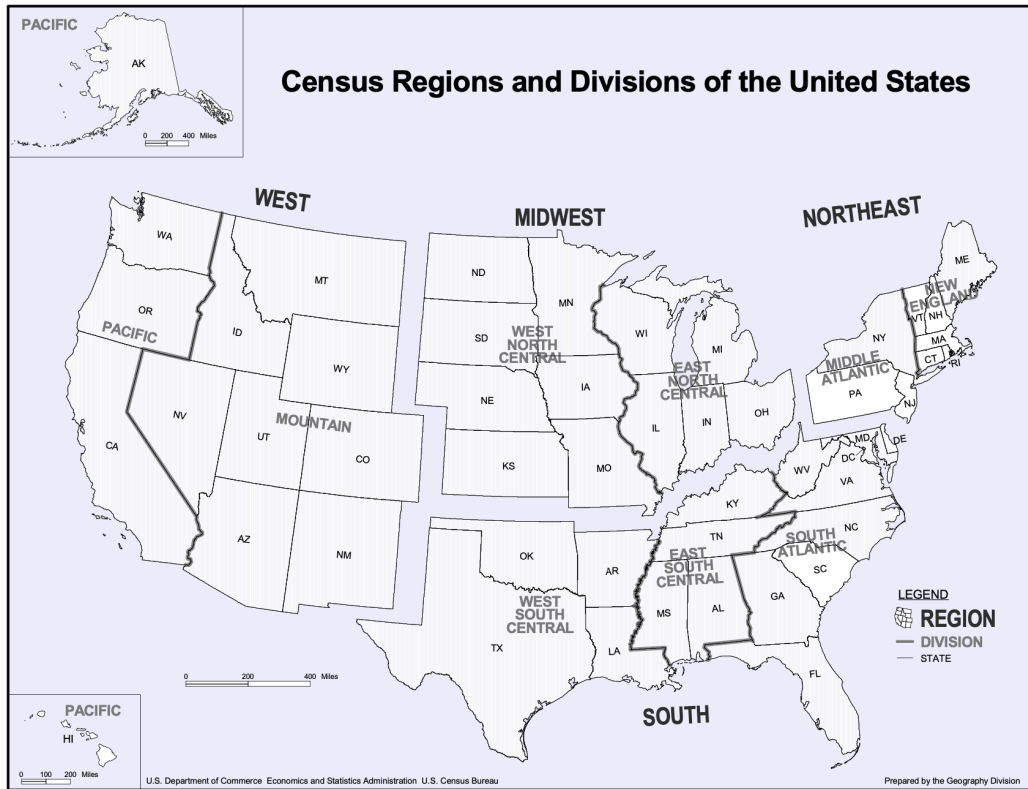 PACIFIC
AK
0 200 400 Miles
Census Regions and Divisions of the United States
WEST
MIDWEST
NORTHEAST
WA
MT
ND
MN
ME
OR
ID
SD
WI
MI
NY
VT
NH
NEW
ENGLAND
MA
CT
RI
PACIFIC
WY
WEST
NORTH
CENTRAL
IA
EAST
NORTH
CENTRAL
MIDDLE
ATLANTIC
PA
NJ
NV
UT
MOUNTAIN
NE
IL
IN
OH
CA
CO
KS
MO
WV
MD
DE
DC
VA
KY
AZ
NM
OK
AR
TN
NC
EAST
SOUTH
CENTRAL
SOUTH
ATLANTIC
SC
WEST
SOUTH
CENTRAL
MS
AL
GA
TX
LA
FL
LEGEND
REGION
DIVISION
STATE
0 200 400 Miles
SOUTH
PACIFIC
HI
0 100 200 Miles
U.S. Department of Commerce Economics and Statistics Administration U.S. Census Bureau
Prepared by the Geography Division